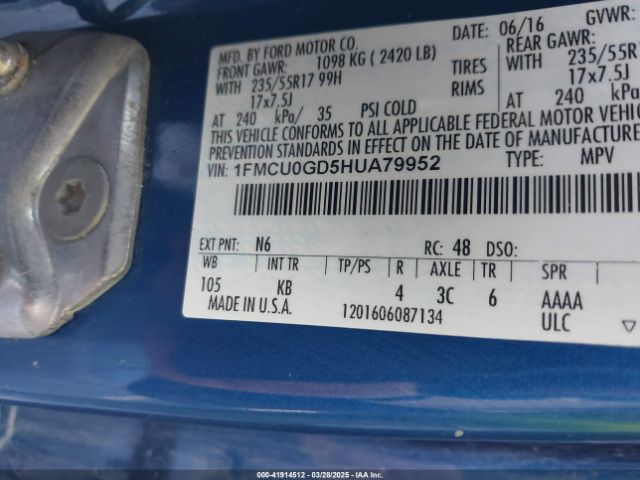 MFD. BY FORD MOTOR CO. DATE: 06/16 GVWR:
FRONT GAWR: 1098 KG ( 2420 LB) REAR GAWR:
WITH 235/55R17 99H TIRES WITH 235/55R
17x7.5J RIMS 17x7.5J
AT 240 kPa/ 35 PSI COLD AT 240 kPa/
THIS VEHICLE CONFORMS TO ALL APPLICABLE FEDERAL MOTOR VEHIC
PREVENTION STANDARDS IN EFFECT ON THE DATE OF MANUFACTURE
VIN: 1FMCU0GD5HUA79952 TYPE: MPV
EXT PNT: N6 RC: 48 DSO:
WB INT TR TP/PS R AXLE TR SPR
105 KB 4 3C 6 AAAA
MADE IN U.S.A. 1201606087134 ULC
000-41914512 | 03/28/2025 - IAA Inc.